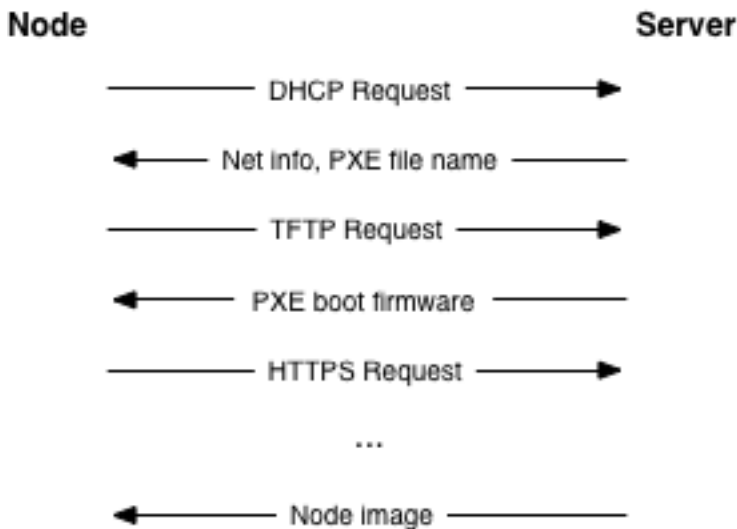 Node Server
DHCP Request
Net info, PXE file name
TFTP Request
PXE boot firmware
HTTPS Request
...
Node image